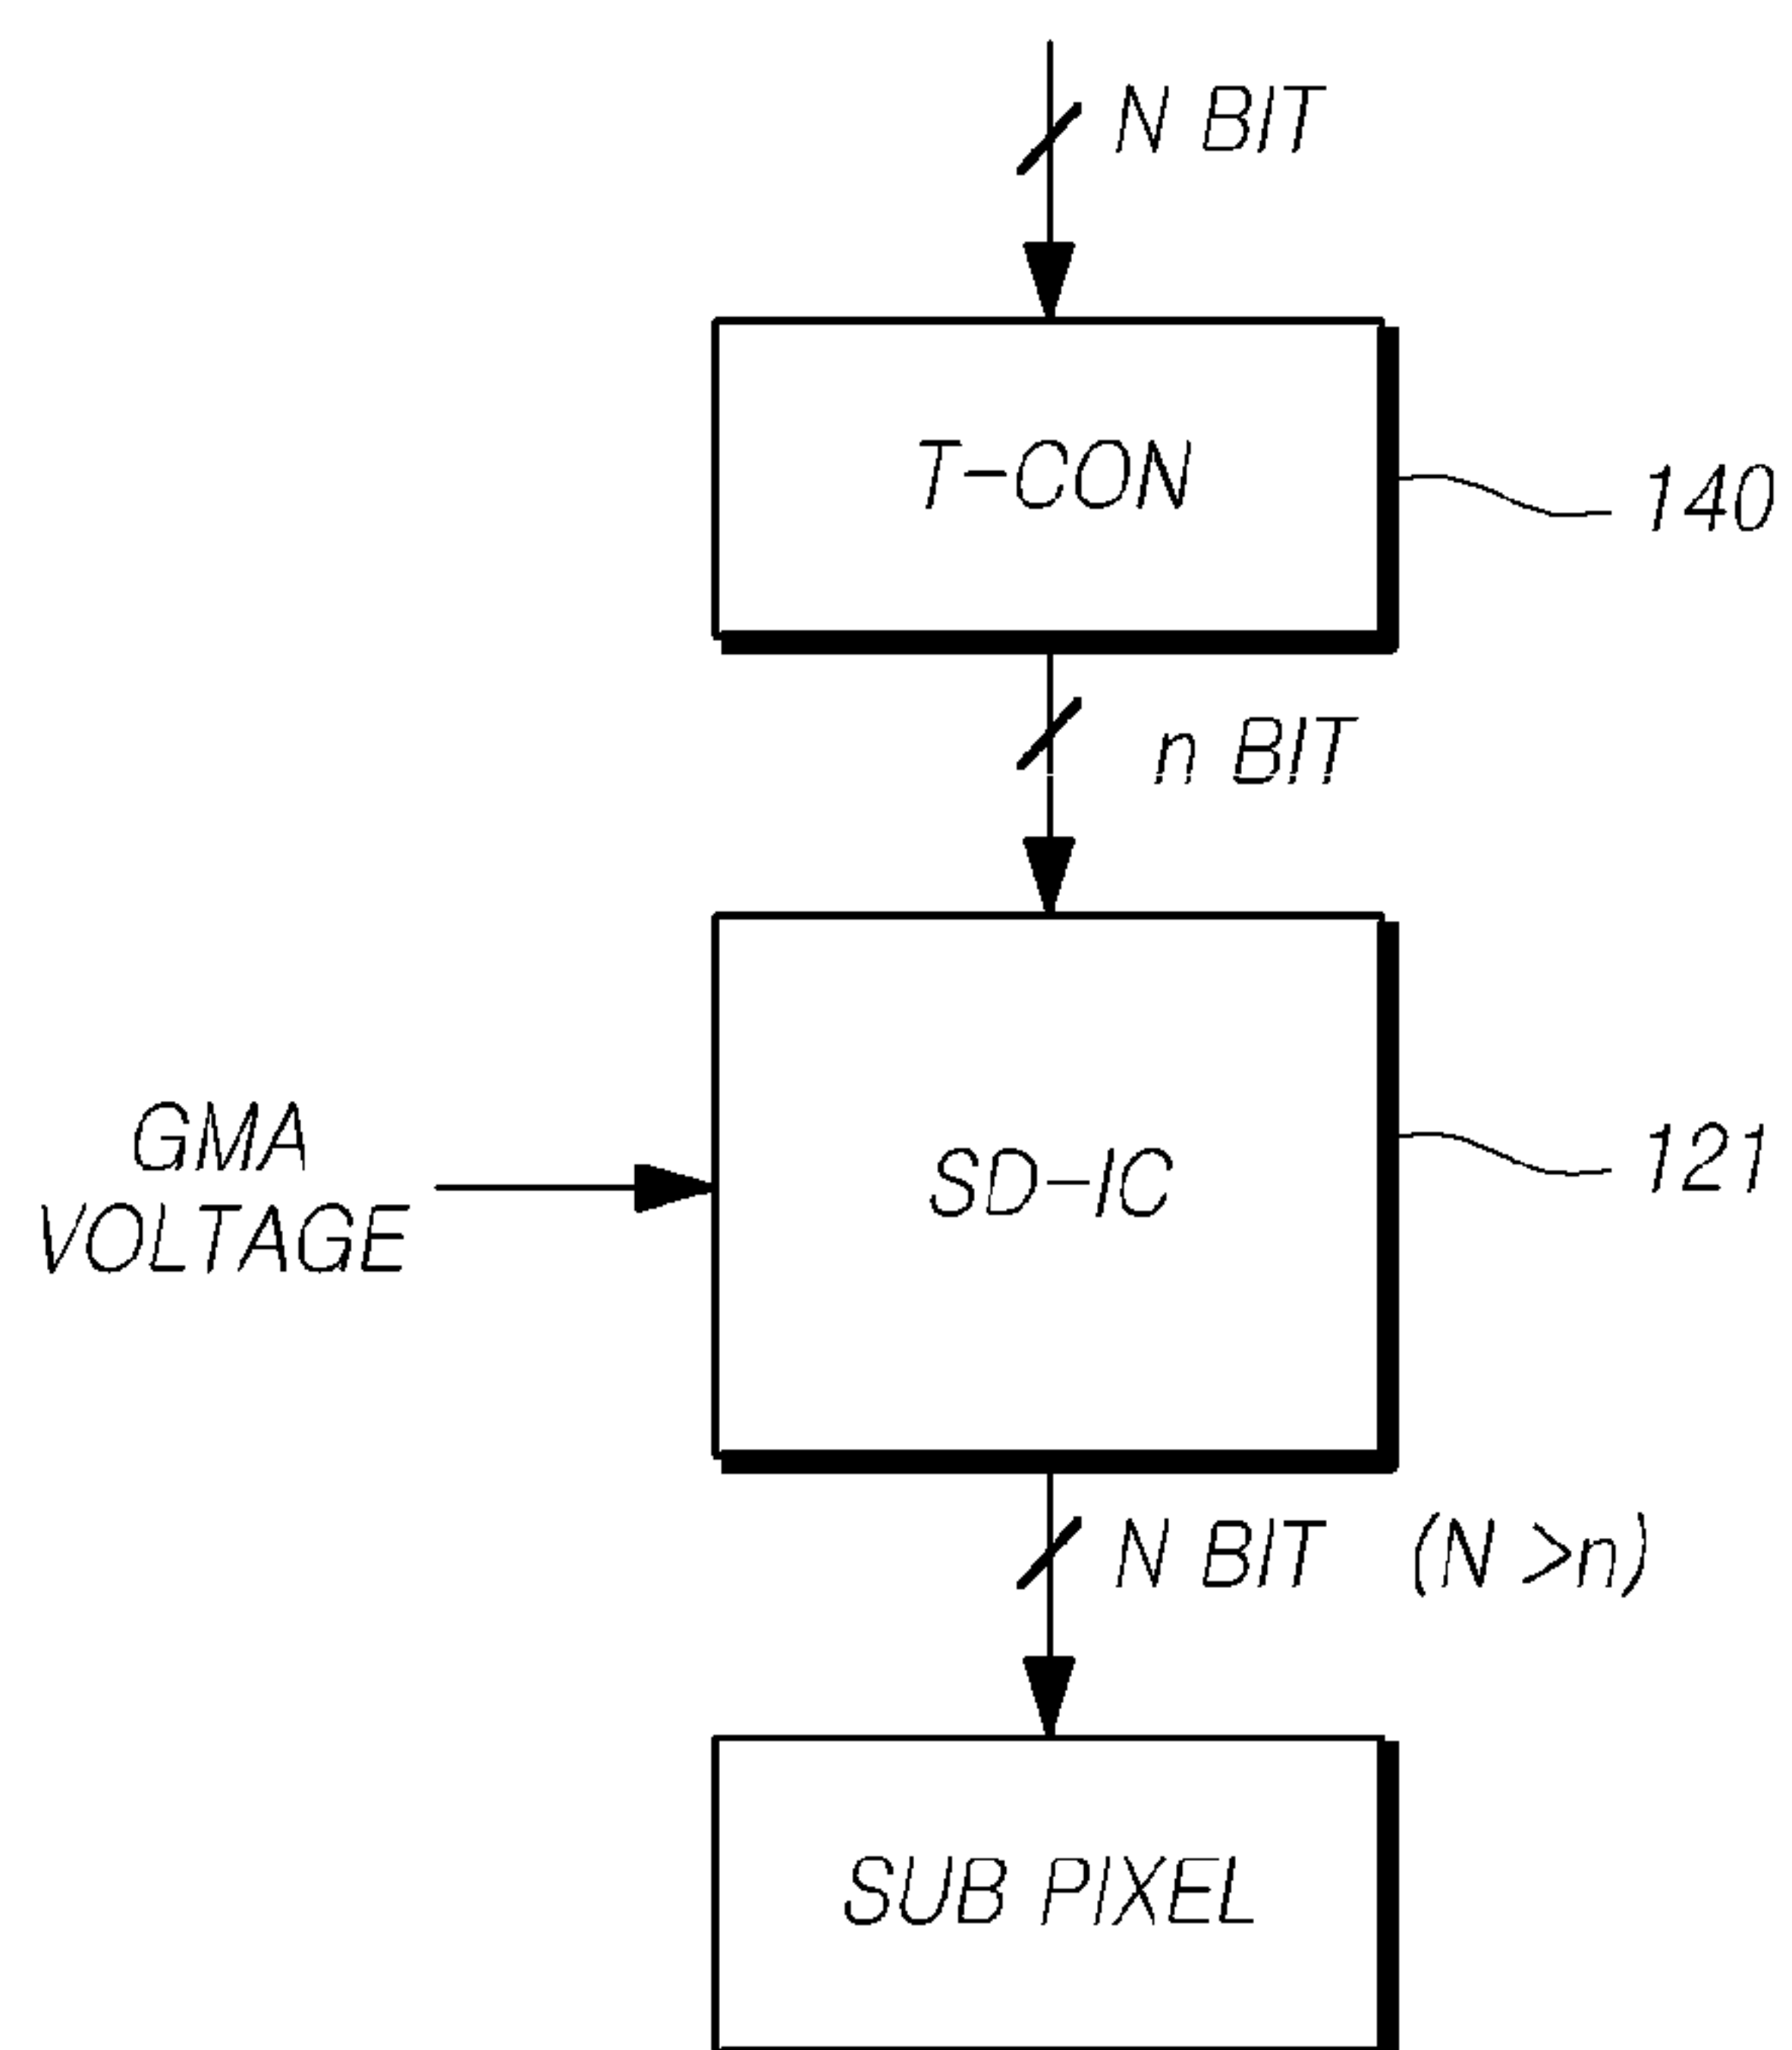 N BIT
T-CON
140
n BIT
GMA
VOLTAGE
SD-IC
121
N BIT (N >n)
SUB PIXEL